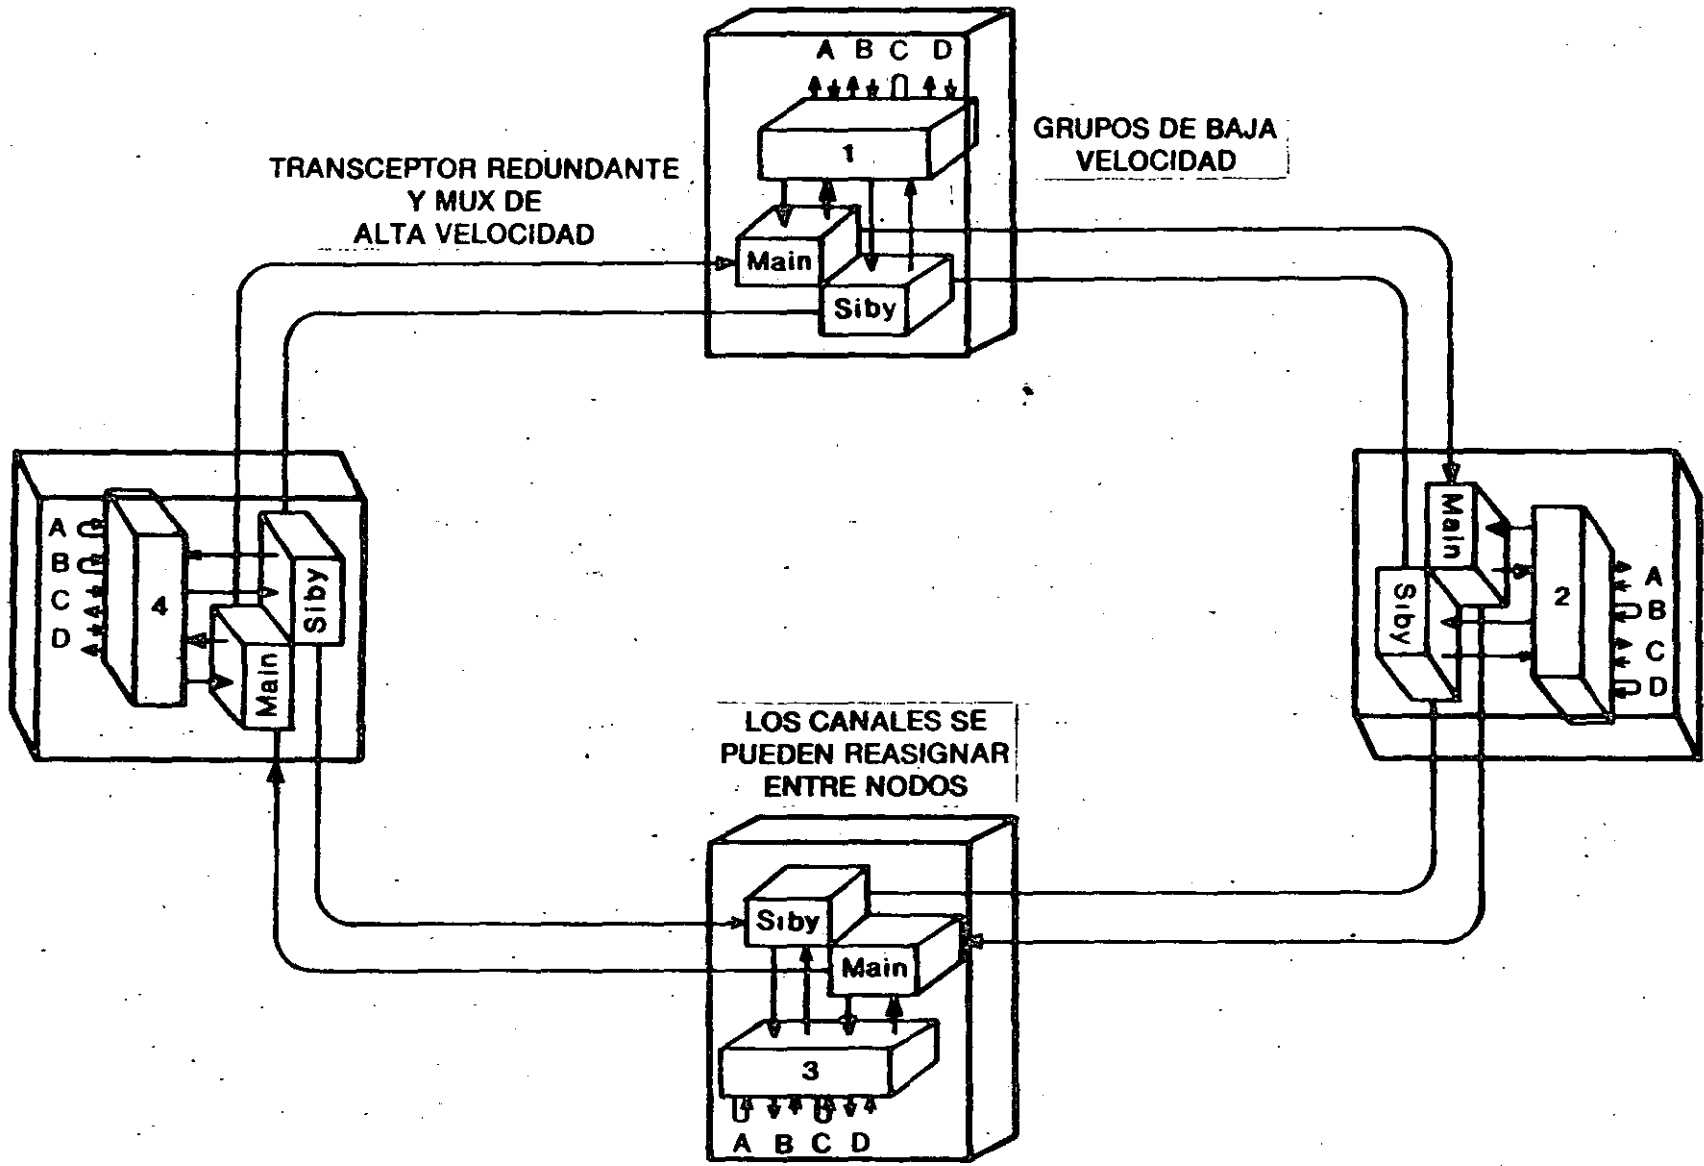 A B C D
1
Main
Siby
GRUPOS DE BAJA
VELOCIDAD
TRANSCEPTOR REDUNDANTE
Y MUX DE
ALTA VELOCIDAD
A
B
C
D
4
Siby
Main
Main
Siby
2
A
B
C
D
LOS CANALES SE
PUEDEN REASIGNAR
ENTRE NODOS
Siby
Main
3
A B C D